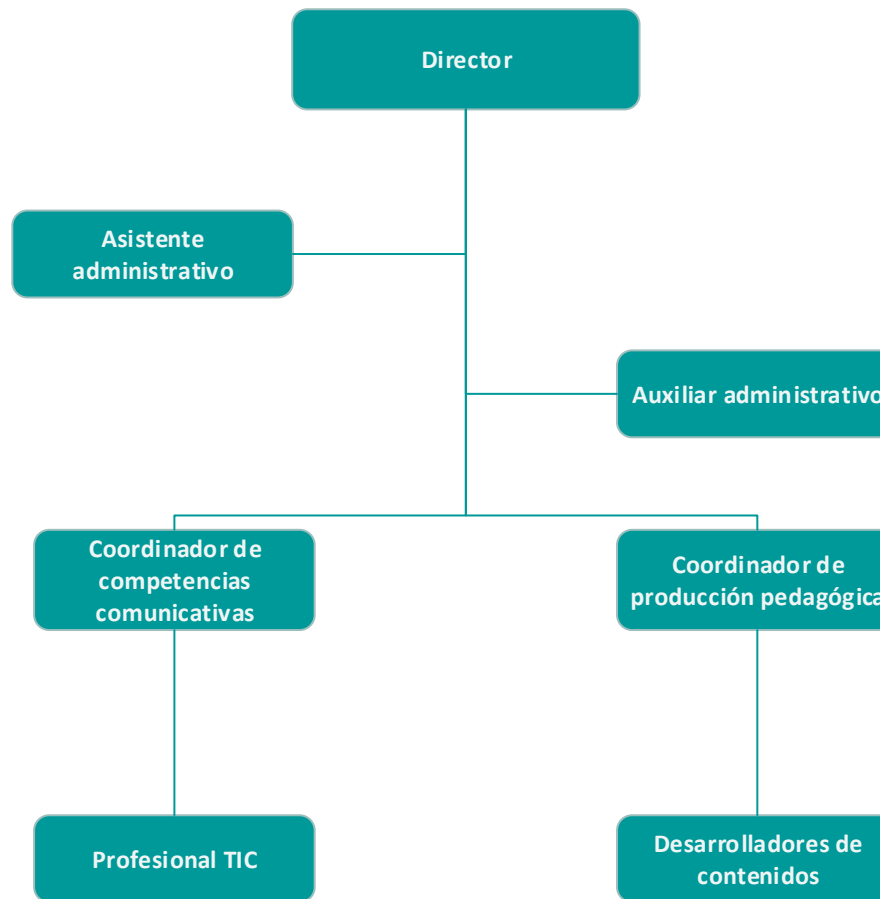 Director
Asistente
administrativo
Auxiliar administrativo
Coordinador de
competencias
comunicativas
Coordinador de
producción pedagógica
Profesional TIC
Desarrolladores de
contenidos